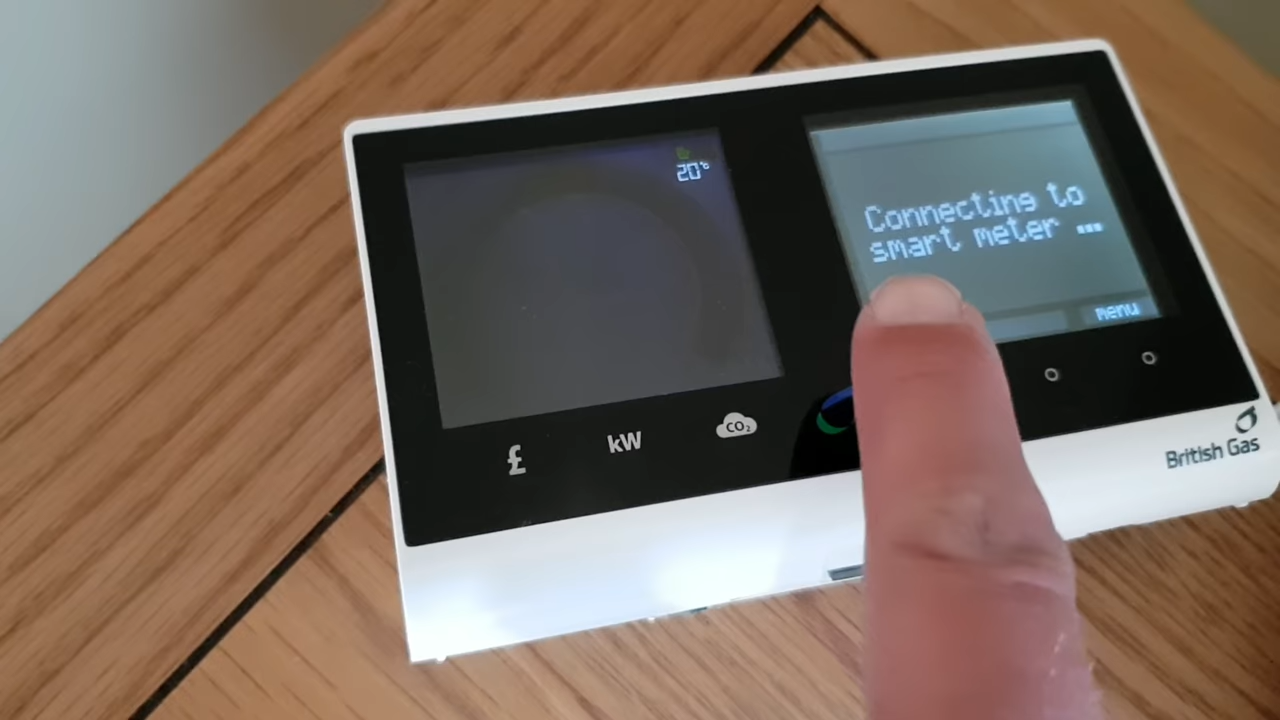 20°c
Connecting to
smart meter ...
menu
£
kW
CO₂
British Gas